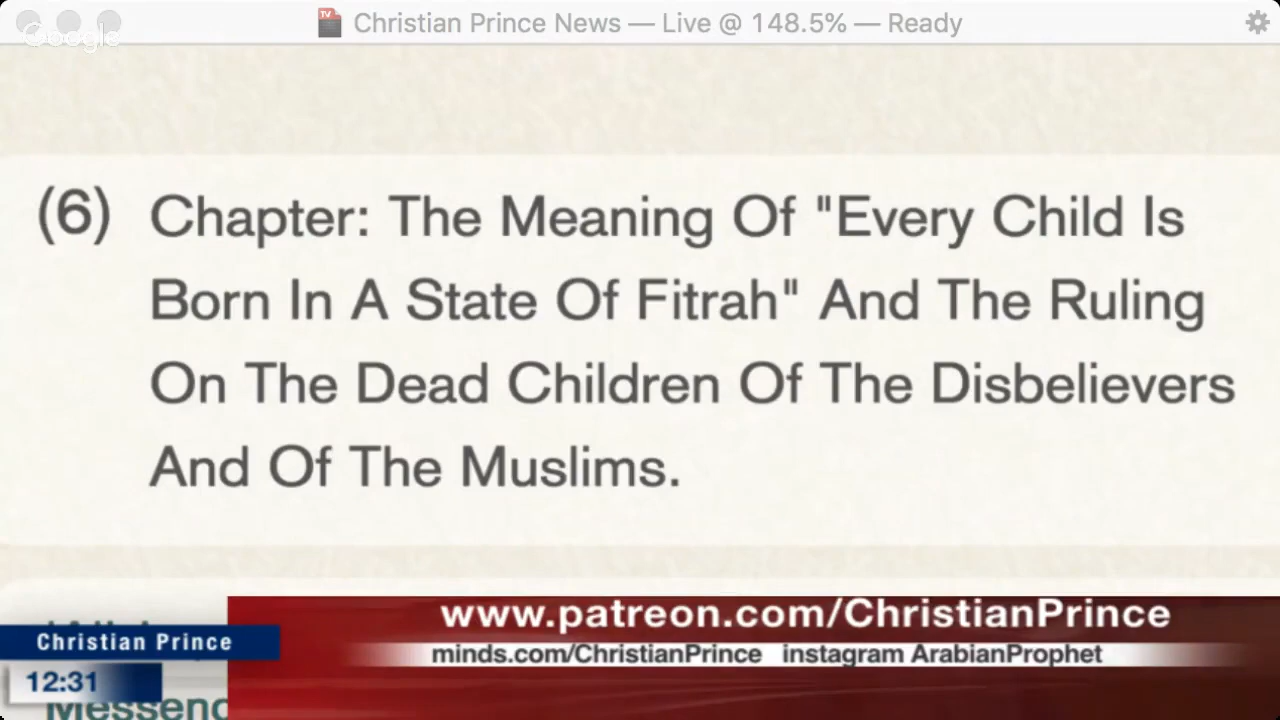 Christian Prince News — Live @ 148.5% — Ready
Google
TV
(6) Chapter: The Meaning Of "Every Child Is
Born In A State Of Fitrah" And The Ruling
On The Dead Children Of The Disbelievers
And Of The Muslims.
www.patreon.com/ChristianPrince
Christian Prince
minds.com/ChristianPrince instagram ArabianProphet
12:31